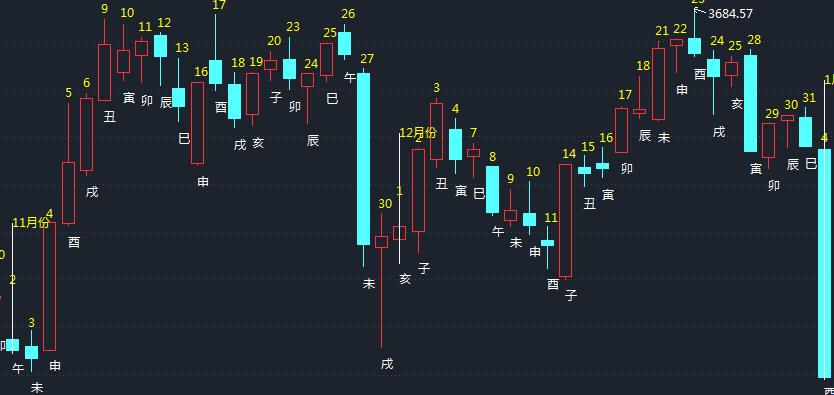 3684.57
11月份
12月份
2 3 4 5 6 9 10 11 12 13 16 17 18 19 20 23 24 25 26 27 30 1 2 3 4 7 8 9 10 11 14 15 16 17 18 21 22 23 24 25 28 29 30 31 4
午 未 申 酉 戌 丑 寅 卯 辰 巳 申 酉 戌 亥 子 卯 辰 巳 午 未 戌 亥 子 丑 寅 巳 午 未 申 酉 子 丑 寅 卯 辰 未 申 酉 戌 亥 寅 卯 辰 巳 酉